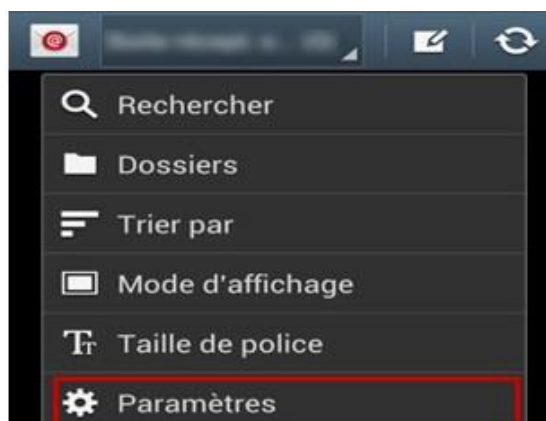 Rechercher
Dossiers
Trier par
Mode d'affichage
Taille de police
Paramètres